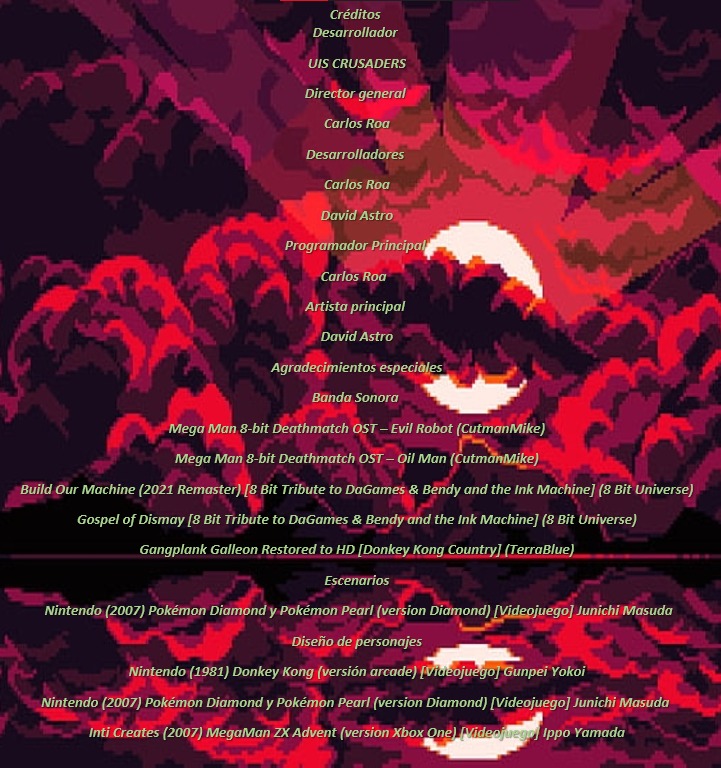 Créditos
Desarrollador
UIS CRUSADERS
Director general
Carlos Roa
Desarrolladores
Carlos Roa
David Astro
Programador Principal
Carlos Roa
Artista principal
David Astro
Agradecimientos especiales
Banda Sonora
Mega Man 8-bit Deathmatch OST – Evil Robot (CutmanMike)
Mega Man 8-bit Deathmatch OST – Oil Man (CutmanMike)
Build Our Machine (2021 Remaster) [8 Bit Tribute to DaGames & Bendy and the Ink Machine] (8 Bit Universe)
Gospel of Dismay [8 Bit Tribute to DaGames & Bendy and the Ink Machine] (8 Bit Universe)
Gangplank Galleon Restored to HD [Donkey Kong Country] (TerraBlue)
Escenarios
Nintendo (2007) Pokémon Diamond y Pokémon Pearl (version Diamond) [Videojuego] Junichi Masuda
Diseño de personajes
Nintendo (1981) Donkey Kong (versión arcade) [Videojuego] Gunpei Yokoi
Nintendo (2007) Pokémon Diamond y Pokémon Pearl (version Diamond) [Videojuego] Junichi Masuda
Inti Creates (2007) MegaMan ZX Advent (version Xbox One) [Videojuego] Ippo Yamada